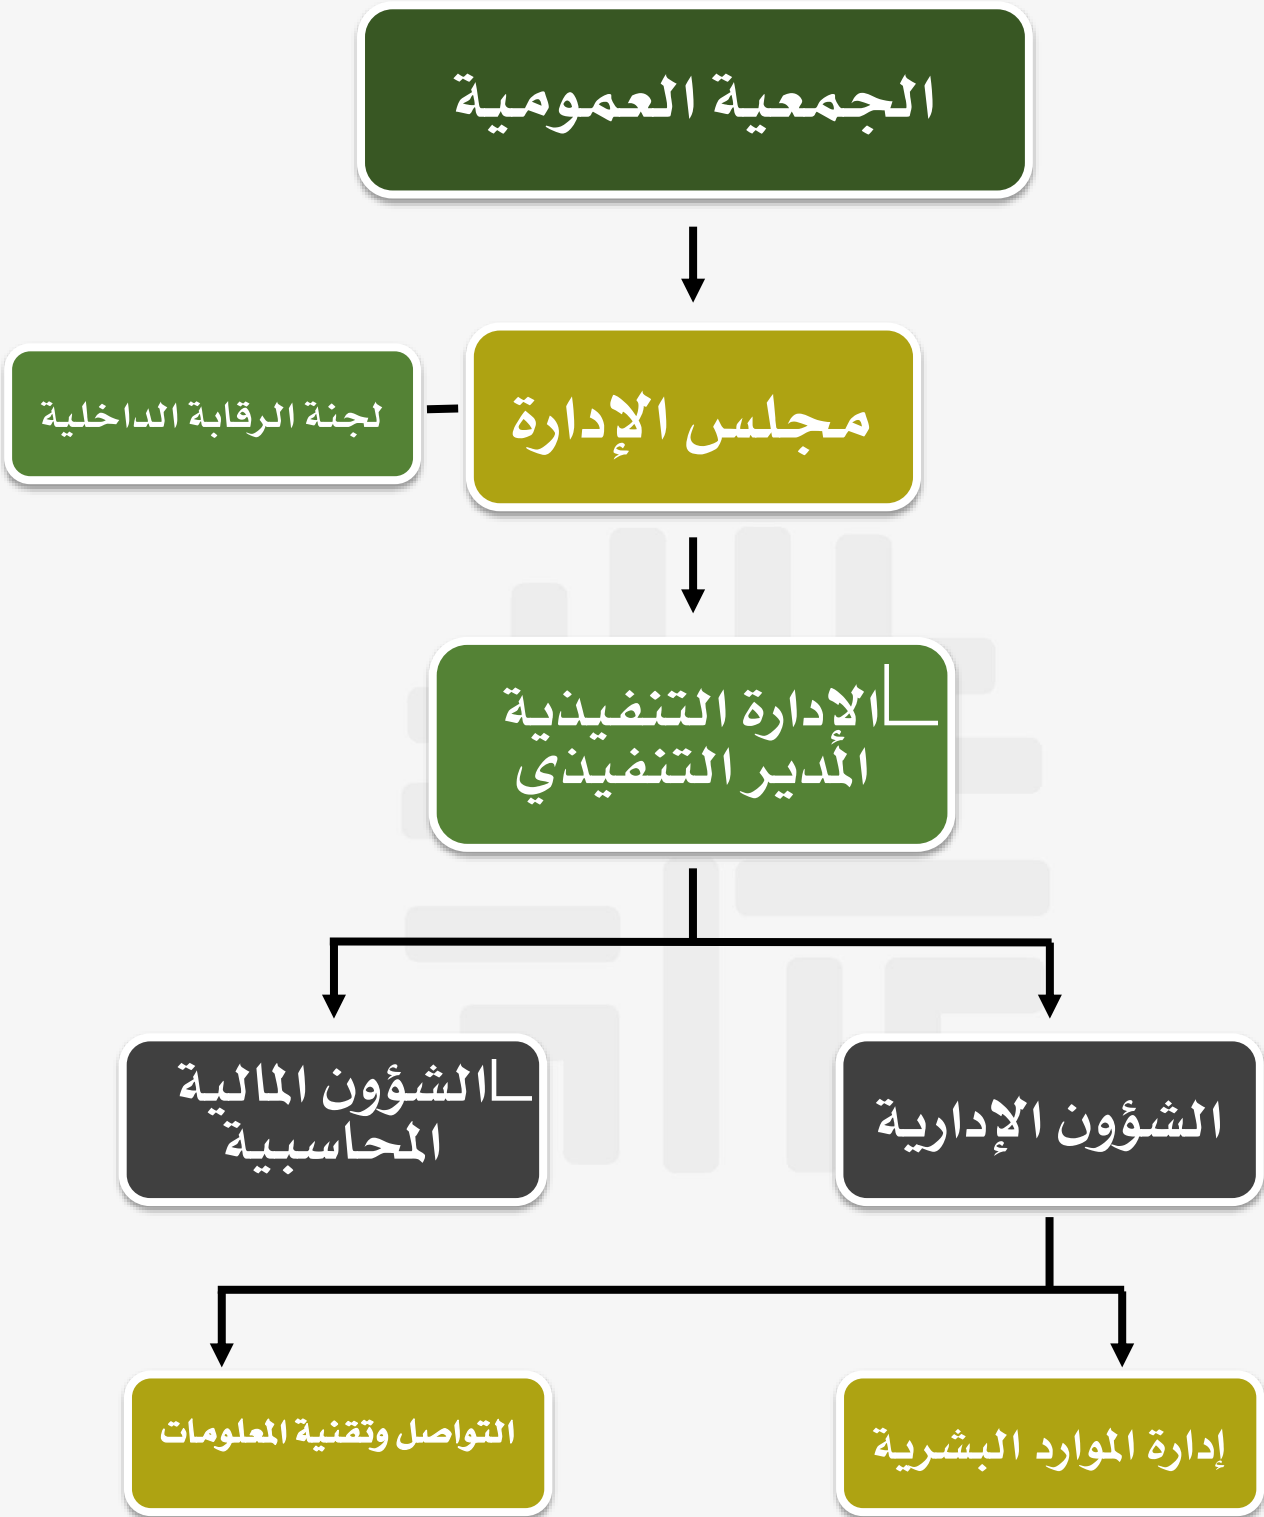 الجمعية العمومية
مجلس الإدارة
لجنة الرقابة الداخلية
الإدارة التنفيذية
المدير التنفيذي
الشؤون الإدارية
الشؤون المالية
المحاسبية
إدارة الموارد البشرية
التواصل وتقنية المعلومات